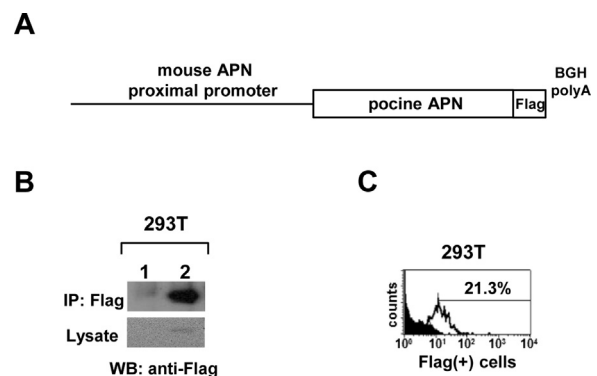 A
mouse APN
proximal promoter
pocine APN
Flag
BGH
polyA
B
293T
1 2
IP: Flag
Lysate
WB: anti-Flag
C
293T
counts
21.3%
10⁰ 10¹ 10² 10³ 10⁴
Flag(+) cells